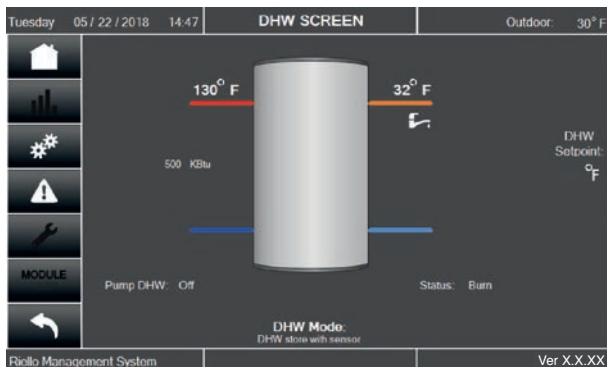 Tuesday 05 / 22 / 2018 14:47 DHW SCREEN Outdoor: 30° F
130° F 32° F
DHW
Setpoint:
°F
500 KBtu
MODULE
Pump DHW: Off Status: Burn
DHW Mode:
DHW store with sensor
Riello Management System Ver X.X.XX